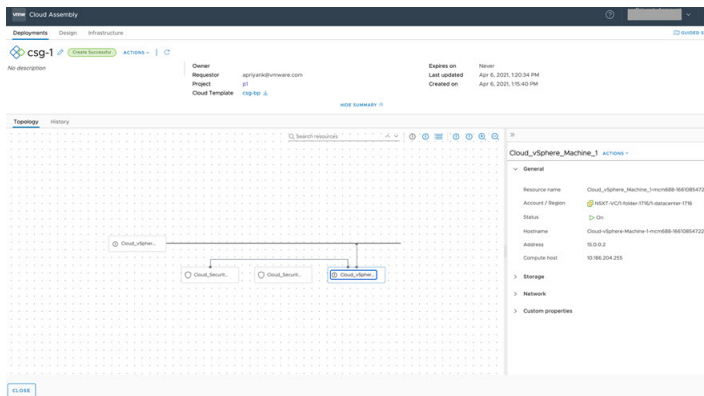 vmw Cloud Assembly
Deployments Design Infrastructure
GUIDED S
csg-1 Create Successful ACTIONS
No description
Owner
Requestor apriyank@vmware.com
Project p1
Cloud Template csg-bp
Expires on Never
Last updated Apr 6, 2021, 1:20:34 PM
Created on Apr 6, 2021, 1:15:40 PM
HIDE SUMMARY
Topology History
Search resources
Cloud_vSpher...
Cloud_Securit... Cloud_Securit... Cloud_vSpher...
Cloud_vSphere_Machine_1 ACTIONS
General
Resource name Cloud_vSphere_Machine_1-mcm688-1661085472
Account / Region NSXT-VC/1-folder-1716/1-datacenter-1716
Status On
Hostname Cloud-vSphere-Machine-1-mcm688-16610854722
Address 15.0.0.2
Compute host 10.186.204.255
Storage
Network
Custom properties
CLOSE